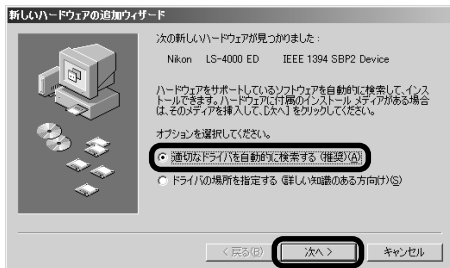 新しいハードウェアの追加ウィザード
次の新しいハードウェアが見つかりました :
Nikon LS-4000 ED IEEE 1394 SBP2 Device
ハードウェアをサポートしているソフトウェアを自動的に検索して、インス
トールできます。ハードウェアに付属のインストール メディアがある場合
は、そのメディアを挿入して、[次へ] をクリックしてください。
オプションを選択してください。
適切なドライバを自動的に検索する (推奨)(A)
ドライバの場所を指定する (詳しい知識のある方向け)(S)
< 戻る(B)
次へ >
キャンセル